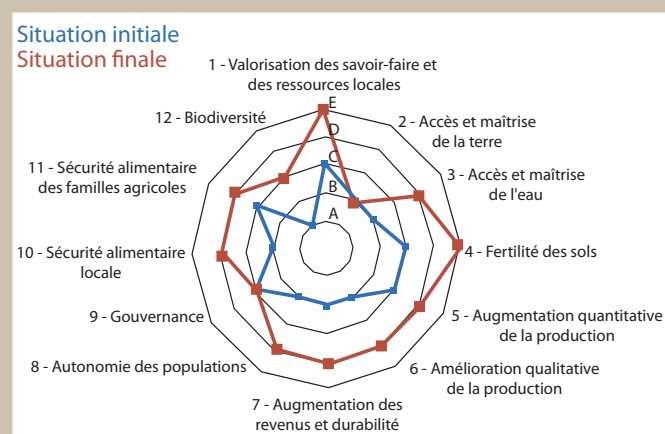 Situation initiale
Situation finale
1 - Valorisation des savoir-faire et
des ressources locales
2 - Accès et maîtrise
de la terre
3 - Accès et maîtrise
de l'eau
4 - Fertilité des sols
5 - Augmentation quantitative
de la production
6 - Amélioration qualitative
de la production
7 - Augmentation des
revenus et durabilité
8 - Autonomie des populations
9 - Gouvernance
10 - Sécurité alimentaire
locale
11 - Sécurité alimentaire
des familles agricoles
12 - Biodiversité
E
D
C
B
A